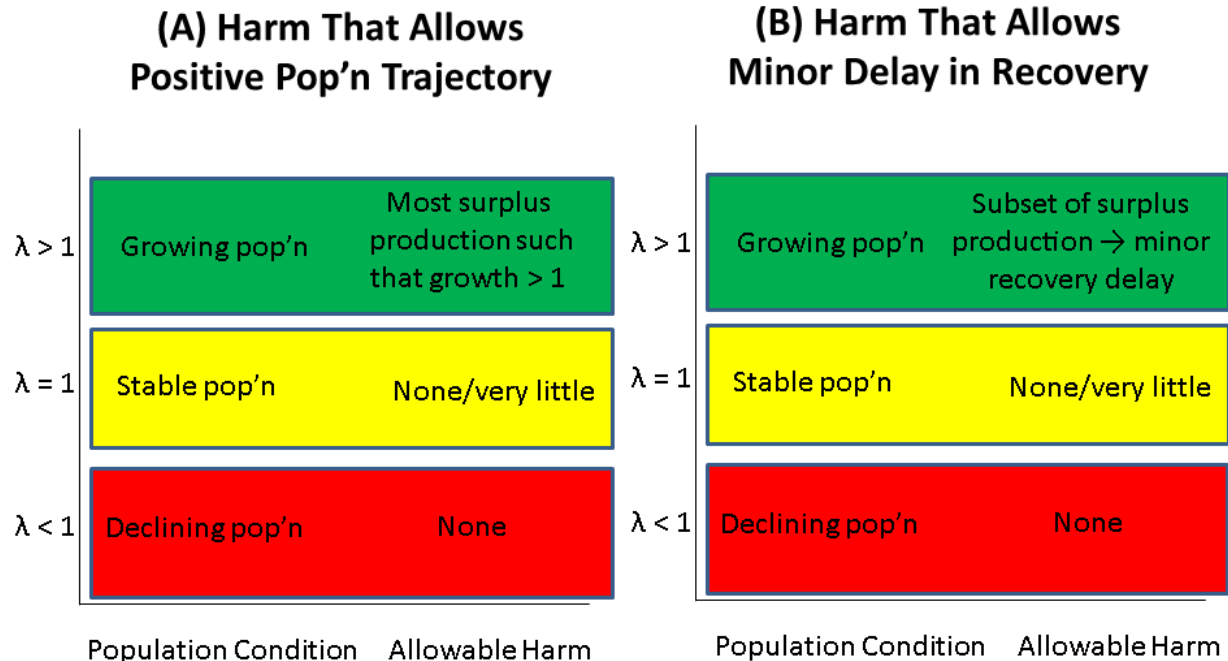 (A) Harm That Allows
Positive Pop’n Trajectory
λ > 1
Growing pop’n
Most surplus
production such
that growth > 1
λ = 1
Stable pop’n
None/very little
λ < 1
Declining pop’n
None
Population Condition
Allowable Harm
(B) Harm That Allows
Minor Delay in Recovery
λ > 1
Growing pop’n
Subset of surplus
production → minor
recovery delay
λ = 1
Stable pop’n
None/very little
λ < 1
Declining pop’n
None
Population Condition
Allowable Harm